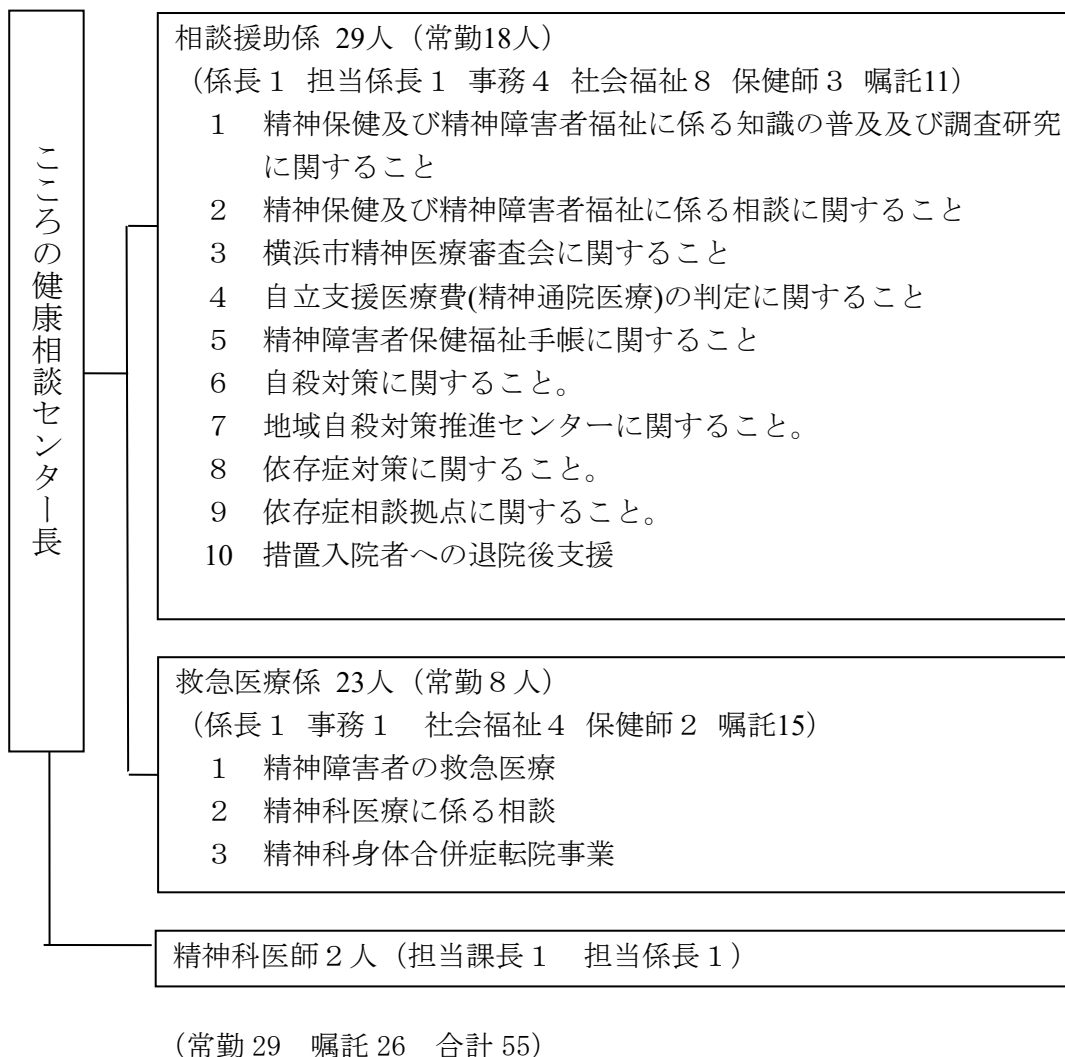 こころの健康相談センター長
相談援助係 29人（常勤18人）
（係長１ 担当係長１ 事務４ 社会福祉８ 保健師３ 嘱託11）
１ 精神保健及び精神障害者福祉に係る知識の普及及び調査研究
に関すること
２ 精神保健及び精神障害者福祉に係る相談に関すること
３ 横浜市精神医療審査会に関すること
４ 自立支援医療費(精神通院医療)の判定に関すること
５ 精神障害者保健福祉手帳に関すること
６ 自殺対策に関すること。
７ 地域自殺対策推進センターに関すること。
８ 依存症対策に関すること。
９ 依存症相談拠点に関すること。
10 措置入院者への退院後支援
救急医療係 23人（常勤８人）
（係長１ 事務１ 社会福祉４ 保健師２ 嘱託15）
１ 精神障害者の救急医療
２ 精神科医療に係る相談
３ 精神科身体合併症転院事業
精神科医師２人（担当課長１ 担当係長１）
（常勤 29 嘱託 26 合計 55）